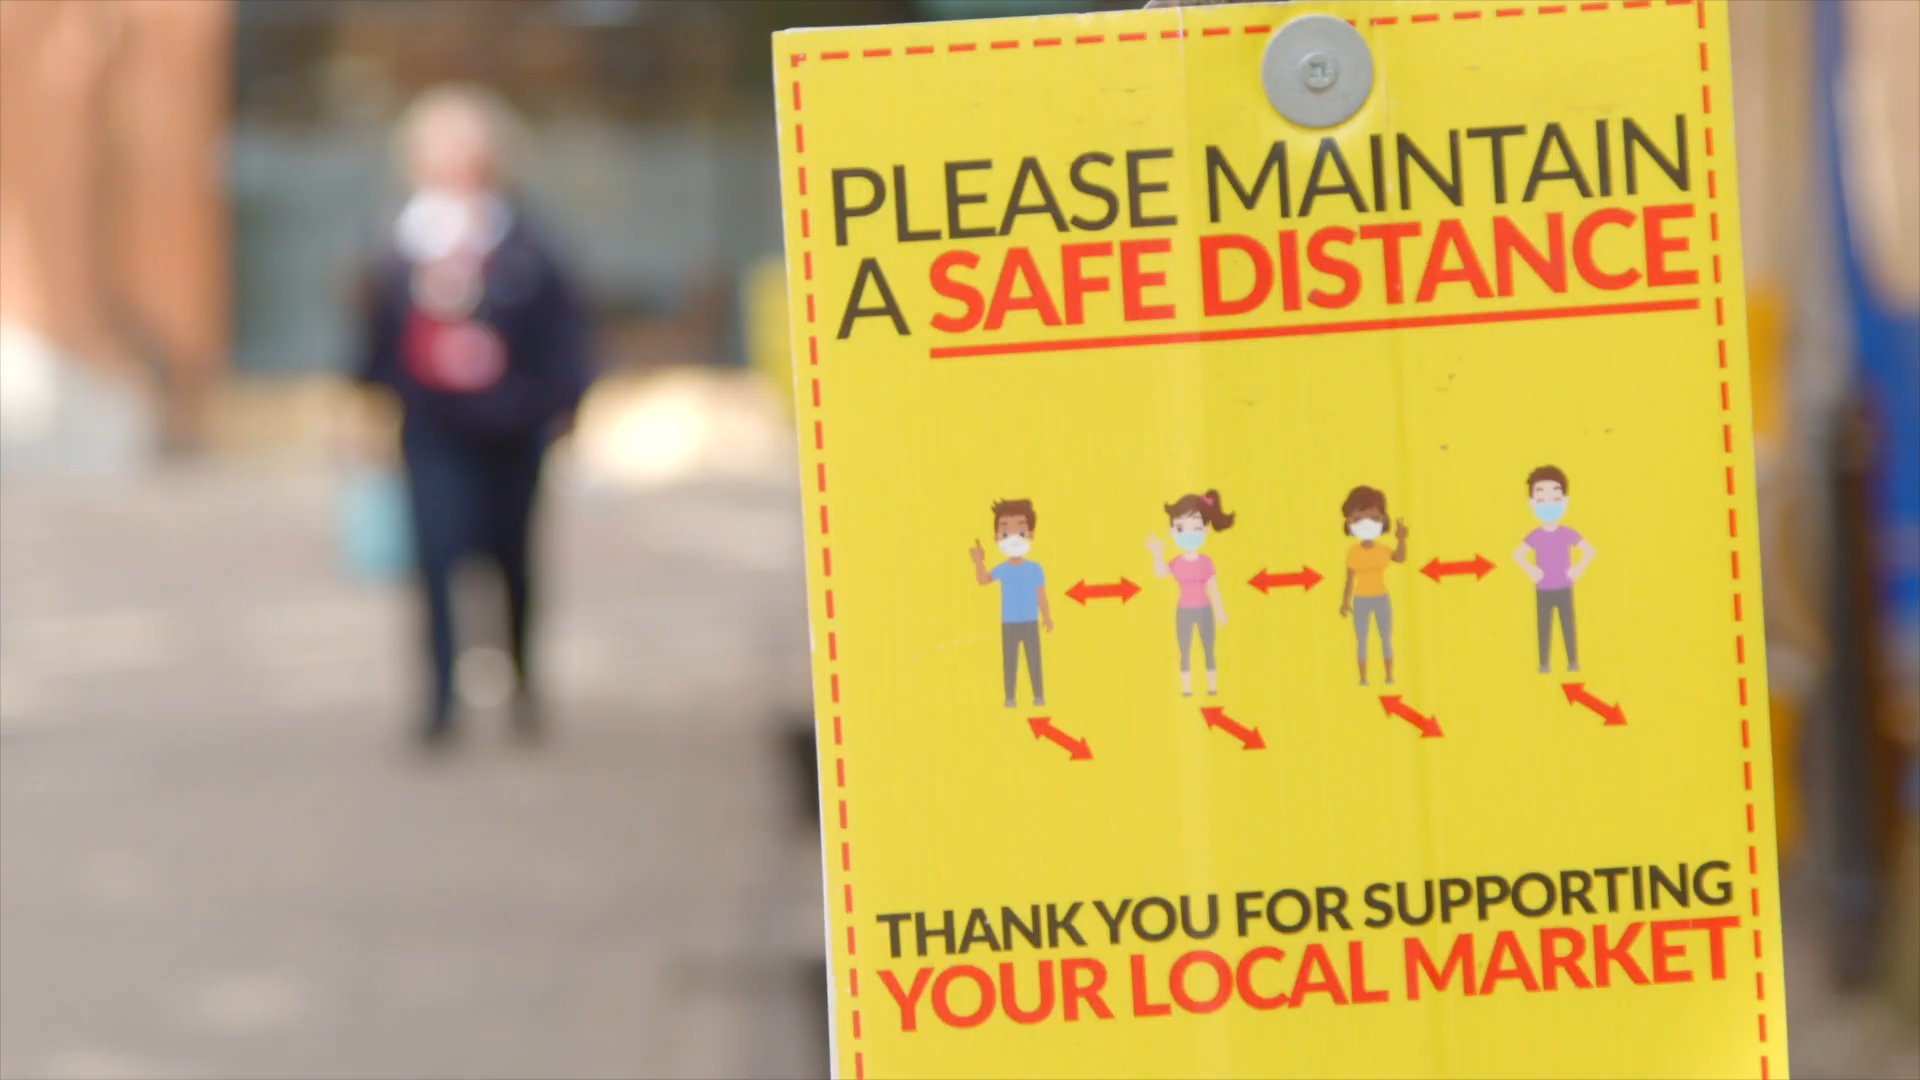 PLEASE MAINTAIN
A SAFE DISTANCE
THANK YOU FOR SUPPORTING
YOUR LOCAL MARKET